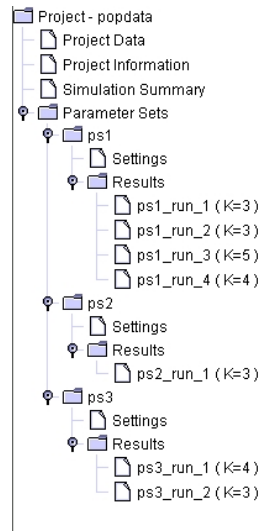 Project - popdata
Project Data
Project Information
Simulation Summary
Parameter Sets
ps1
Settings
Results
ps1_run_1 ( K=3 )
ps1_run_2 ( K=3 )
ps1_run_3 ( K=5 )
ps1_run_4 ( K=4 )
ps2
Settings
Results
ps2_run_1 ( K=3 )
ps3
Settings
Results
ps3_run_1 ( K=4 )
ps3_run_2 ( K=3 )